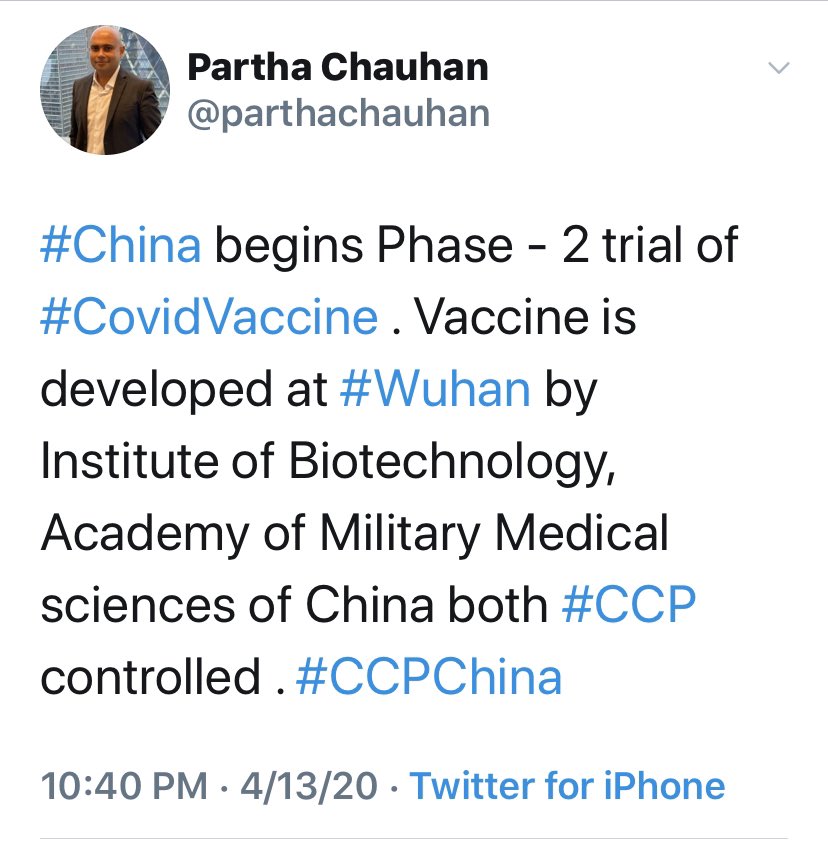 Partha Chauhan
@parthachauhan
#China begins Phase - 2 trial of
#CovidVaccine . Vaccine is
developed at #Wuhan by
Institute of Biotechnology,
Academy of Military Medical
sciences of China both #CCP
controlled . #CCPChina
10:40 PM · 4/13/20 · Twitter for iPhone